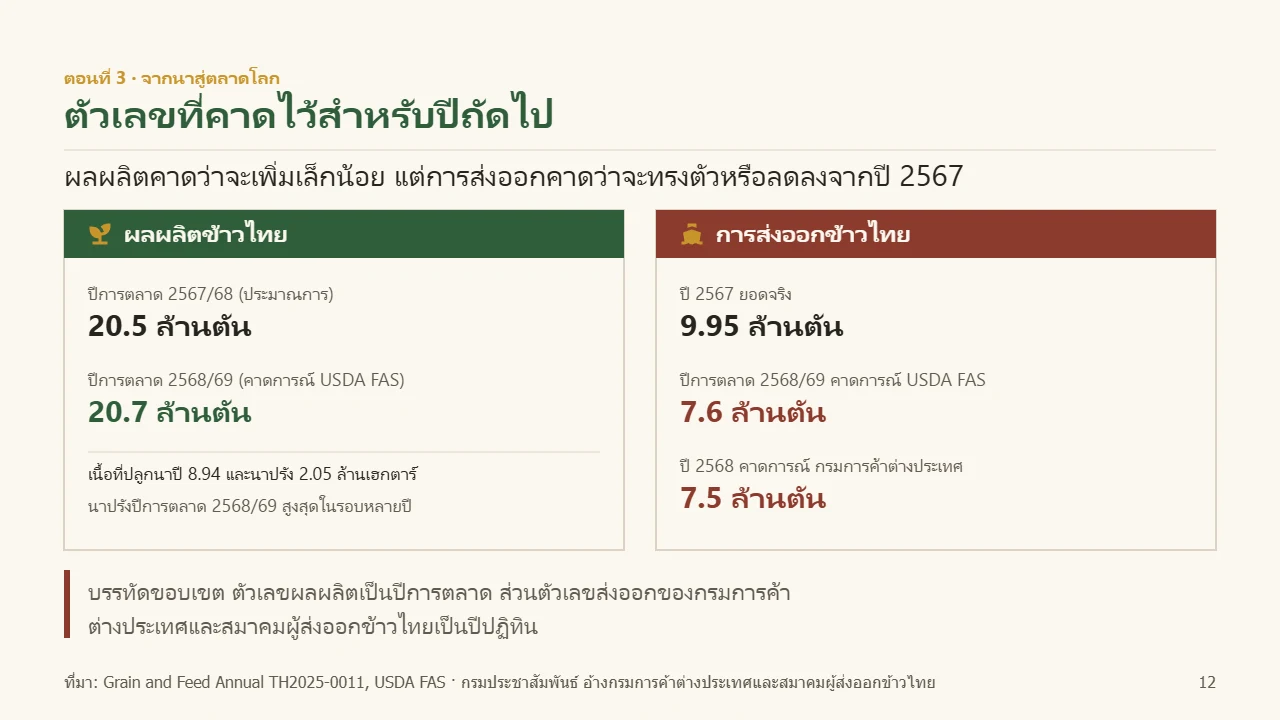 ตอนที่ 3 · จากนาสู่ตลาดโลก
ตัวเลขที่คาดไว้สำหรับปีถัดไป
ผลผลิตคาดว่าจะเพิ่มเล็กน้อย แต่การส่งออกคาดว่าจะทรงตัวหรือลดลงจากปี 2567
ผลผลิตข้าวไทย
ปีการตลาด 2567/68 (ประมาณการ)
20.5 ล้านตัน
ปีการตลาด 2568/69 (คาดการณ์ USDA FAS)
20.7 ล้านตัน
เนื้อที่ปลูกนาปี 8.94 และนาปรัง 2.05 ล้านเฮกตาร์
นาปรังปีการตลาด 2568/69 สูงสุดในรอบหลายปี
การส่งออกข้าวไทย
ปี 2567 ยอดจริง
9.95 ล้านตัน
ปีการตลาด 2568/69 คาดการณ์ USDA FAS
7.6 ล้านตัน
ปี 2568 คาดการณ์ กรมการค้าต่างประเทศ
7.5 ล้านตัน
บรรทัดขอบเขต ตัวเลขผลผลิตเป็นปีการตลาด ส่วนตัวเลขส่งออกของกรมการค้า
ต่างประเทศและสมาคมผู้ส่งออกข้าวไทยเป็นปีปฏิทิน
ที่มา: Grain and Feed Annual TH2025-0011, USDA FAS · กรมประชาสัมพันธ์ อ้างกรมการค้าต่างประเทศและสมาคมผู้ส่งออกข้าวไทย
12